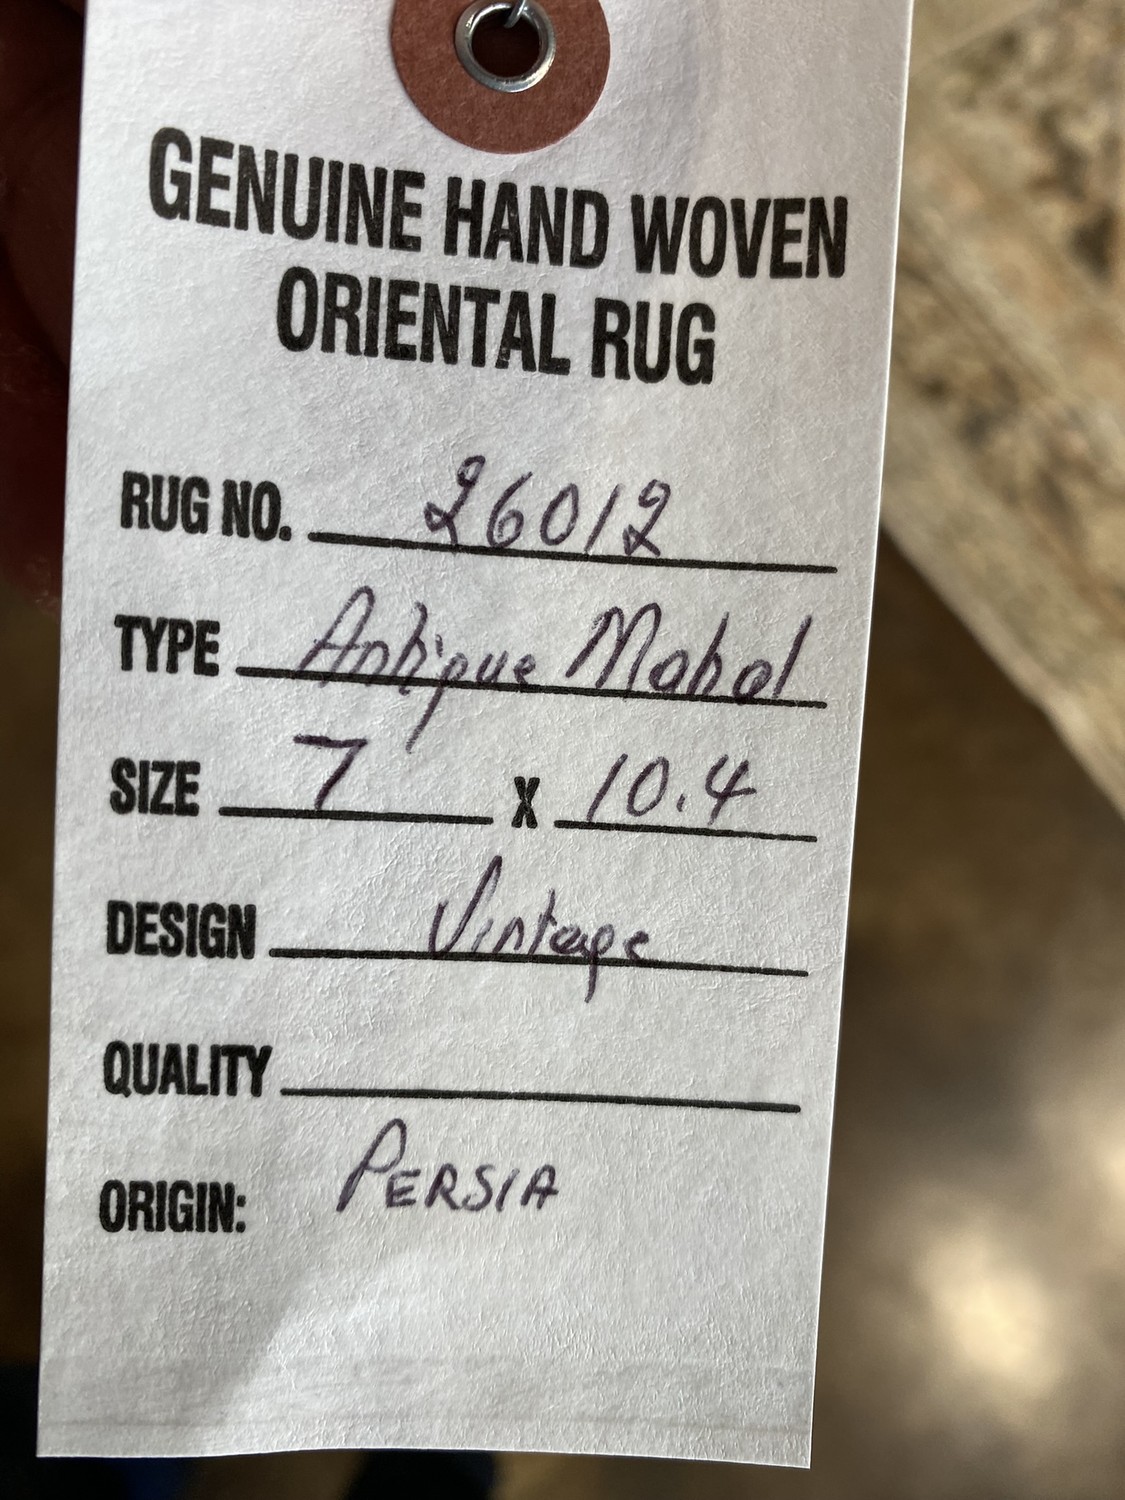 GENUINE HAND WOVEN
ORIENTAL RUG
RUG NO. 26012
TYPE Antique Mahal
SIZE 7 X 10.4
DESIGN Vintage
QUALITY
ORIGIN: PERSIA